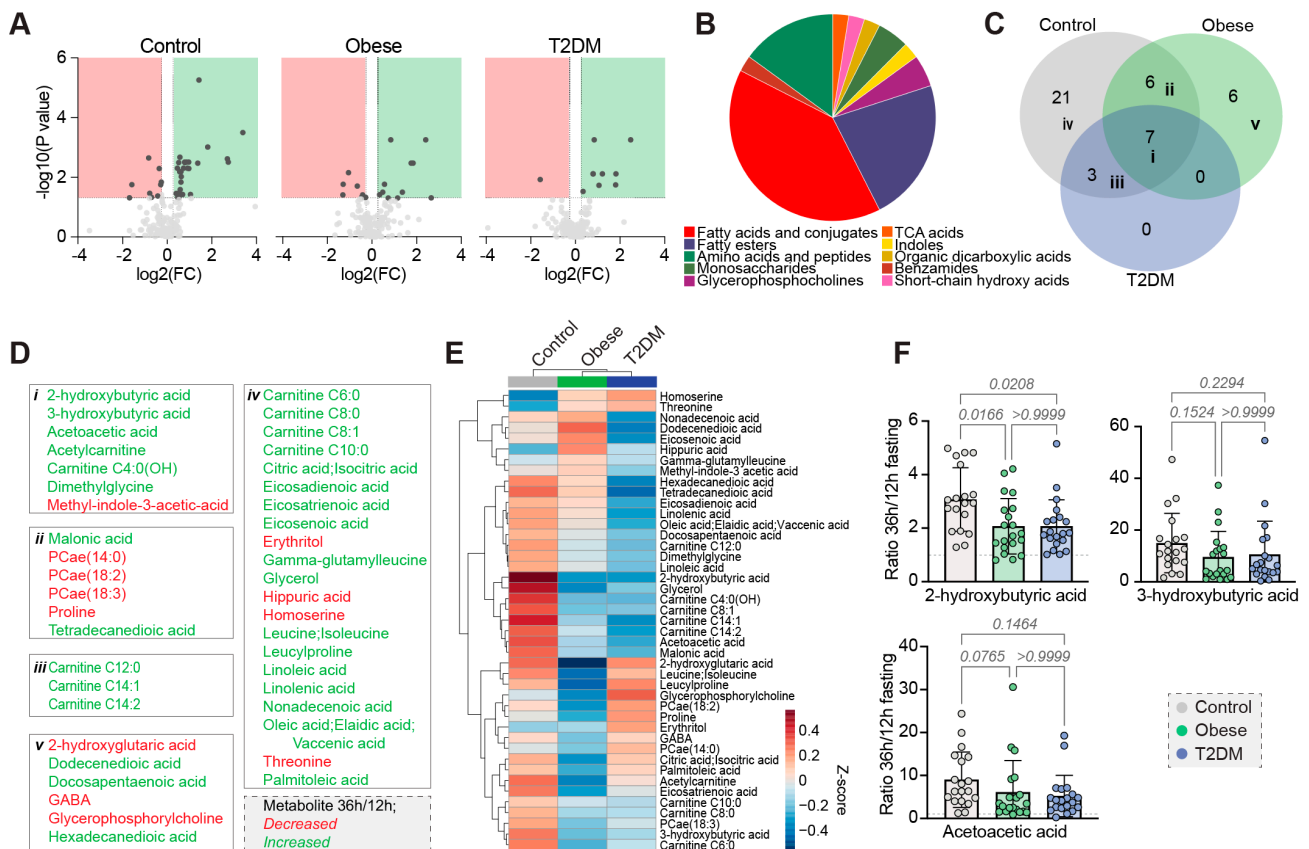 A
Control
Obese
T2DM
6
4
2
0
-log10(P value)
-4
-2
0
2
4
-4
-2
0
2
4
-4
-2
0
2
4
log2(FC)
log2(FC)
log2(FC)
B
Fatty acids and conjugates
Fatty esters
Amino acids and peptides
Monosaccharides
Glycerophosphocholines
TCA acids
Indoles
Organic dicarboxylic acids
Benzamides
Short-chain hydroxy acids
C
Control
Obese
21
iv
6 ii
6
v
7
i
3 iii
0
0
T2DM
D
i 2-hydroxybutyric acid
3-hydroxybutyric acid
Acetoacetic acid
Acetylcarnitine
Carnitine C4:0(OH)
Dimethylglycine
Methyl-indole-3-acetic-acid
ii Malonic acid
PCae(14:0)
PCae(18:2)
PCae(18:3)
Proline
Tetradecanedioic acid
iii Carnitine C12:0
Carnitine C14:1
Carnitine C14:2
v 2-hydroxyglutaric acid
Dodecenedioic acid
Docosapentaenoic acid
GABA
Glycerophosphorylcholine
Hexadecanedioic acid
iv Carnitine C6:0
Carnitine C8:0
Carnitine C8:1
Carnitine C10:0
Citric acid;Isocitric acid
Eicosadienoic acid
Eicosatrienoic acid
Eicosenoic acid
Erythritol
Gamma-glutamylleucine
Glycerol
Hippuric acid
Homoserine
Leucine;Isoleucine
Leucylproline
Linoleic acid
Linolenic acid
Nonadecenoic acid
Oleic acid;Elaidic acid;
Vaccenic acid
Threonine
Palmitoleic acid
Metabolite 36h/12h;
Decreased
Increased
E
Control
Obese
T2DM
Homoserine
Threonine
Nonadecenoic acid
Dodecenedioic acid
Eicosenoic acid
Hippuric acid
Gamma-glutamylleucine
Methyl-indole-3 acetic acid
Hexadecanedioic acid
Tetradecanedioic acid
Eicosadienoic acid
Linolenic acid
Oleic acid;Elaidic acid;Vaccenic acid
Docosapentaenoic acid
Carnitine C12:0
Dimethylglycine
Linoleic acid
2-hydroxybutyric acid
Glycerol
Carnitine C4:0(OH)
Carnitine C8:1
Carnitine C14:1
Carnitine C14:2
Acetoacetic acid
Malonic acid
2-hydroxyglutaric acid
Leucine;Isoleucine
Leucylproline
Glycerophosphorylcholine
PCae(18:2)
Proline
Erythritol
GABA
PCae(14:0)
Citric acid;Isocitric acid
Palmitoleic acid
Acetylcarnitine
Eicosatrienoic acid
Carnitine C10:0
Carnitine C8:0
PCae(18:3)
3-hydroxybutyric acid
Carnitine C6:0
0.4
0.2
0
−0.2
−0.4
Z-score
F
0.0208
0.0166
>0.9999
6
4
2
0
Ratio 36h/12h fasting
2-hydroxybutyric acid
0.2294
0.1524
>0.9999
60
40
20
0
3-hydroxybutyric acid
0.1464
0.0765
>0.9999
40
30
20
10
0
Ratio 36h/12h fasting
Acetoacetic acid
Control
Obese
T2DM